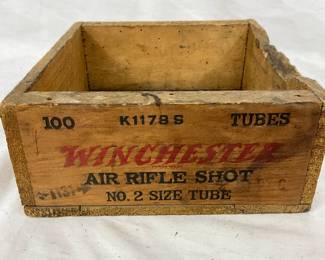 100 K1178S TUBES
WINCHESTER
AIR RIFLE SHOT
NO. 2 SIZE TUBE